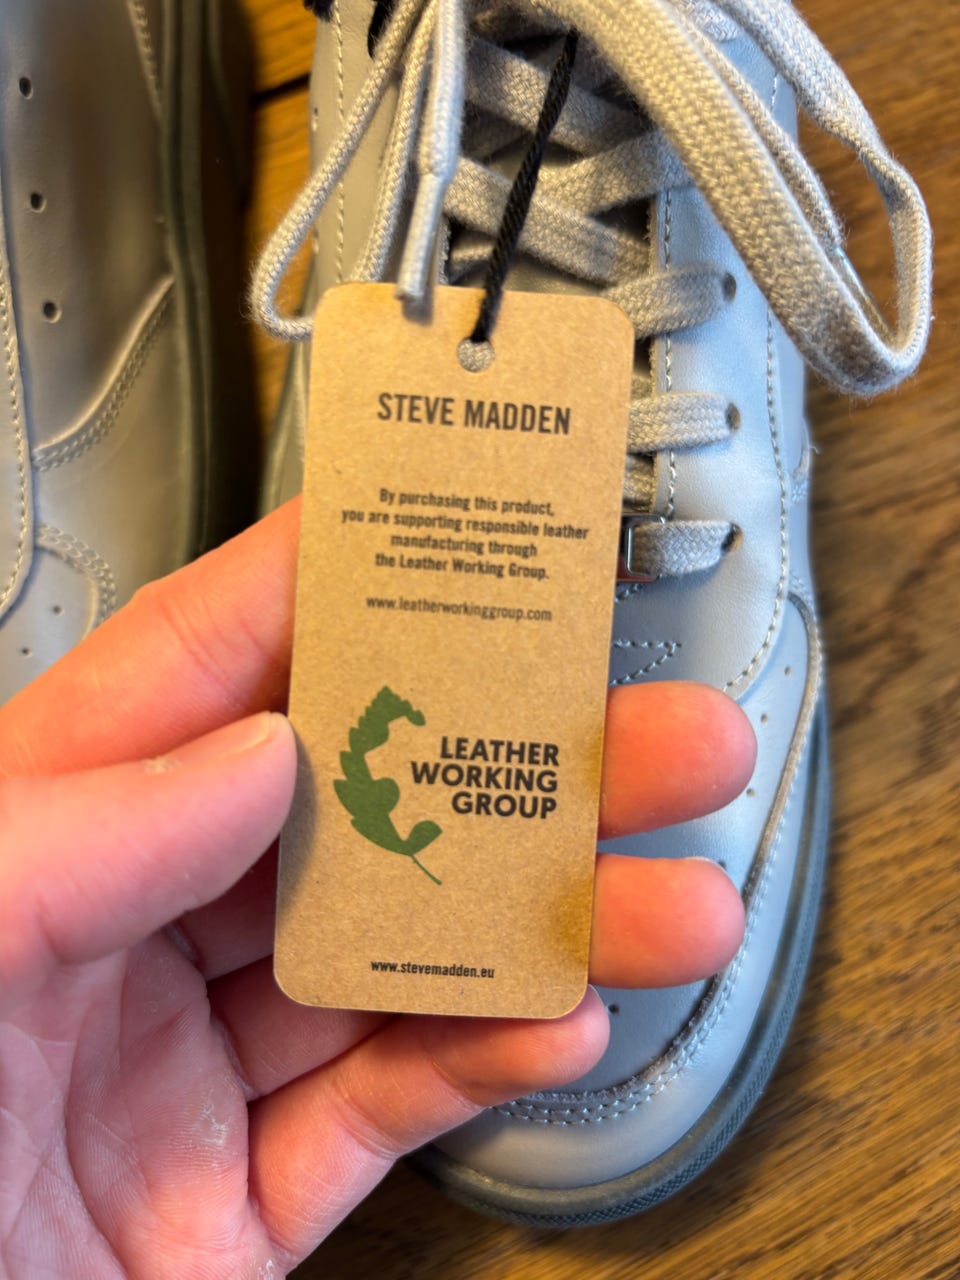 STEVE MADDEN
By purchasing this product,
you are supporting responsible leather
manufacturing through
the Leather Working Group.
www.leatherworkinggroup.com
LEATHER
WORKING
GROUP
www.stevemadden.eu